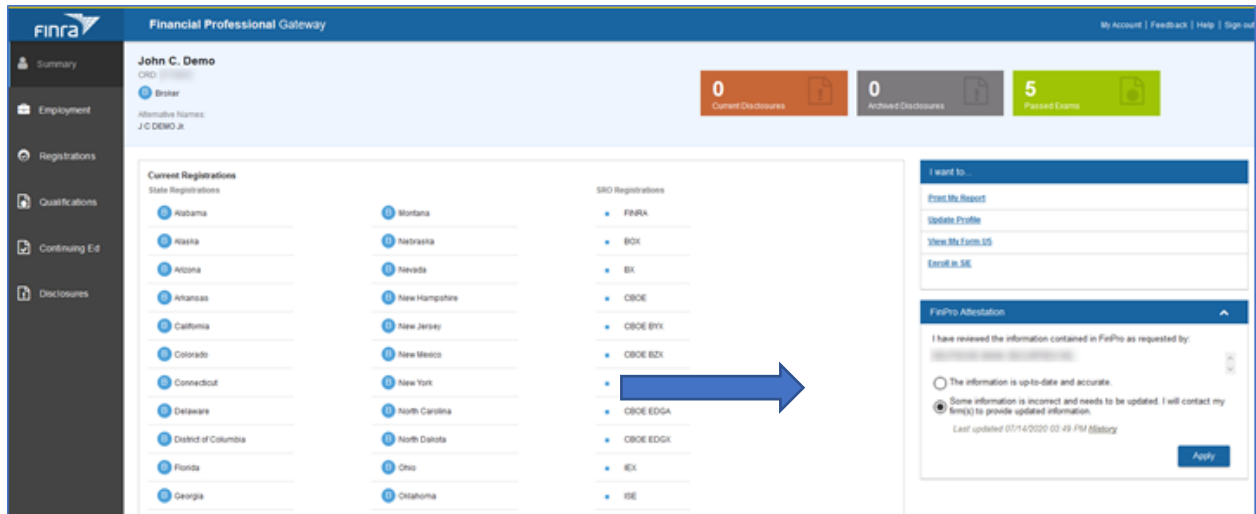 FINRA
Financial Professional Gateway
My Account | Feedback | Help | Sign out
Summary
Employment
Registrations
Qualifications
Continuing Ed
Disclosures
John C. Demo
CRD:
Broker
Alternative Names:
J C DEMO Jr.
0
Current Disclosures
0
Archived Disclosures
5
Passed Exams
Current Registrations
State Registrations
SRO Registrations
B Alabama
B Montana
FINRA
B Alaska
B Nebraska
BOX
B Arizona
B Nevada
BX
B Arkansas
B New Hampshire
CBOE
B California
B New Jersey
CBOE BYX
B Colorado
B New Mexico
CBOE BZX
B Connecticut
B New York
B Delaware
B North Carolina
CBOE EDGA
B District of Columbia
B North Dakota
CBOE EDGX
B Florida
B Ohio
IEX
B Georgia
B Oklahoma
ISE
I want to...
Print My Report
Update Profile
View My Form U5
Enroll in SIE
FinPro Attestation
I have reviewed the information contained in FinPro as requested by:
The information is up-to-date and accurate.
Some information is incorrect and needs to be updated. I will contact my
firm(s) to provide updated information.
Last updated 07/14/2020 03:49 PM History
Apply